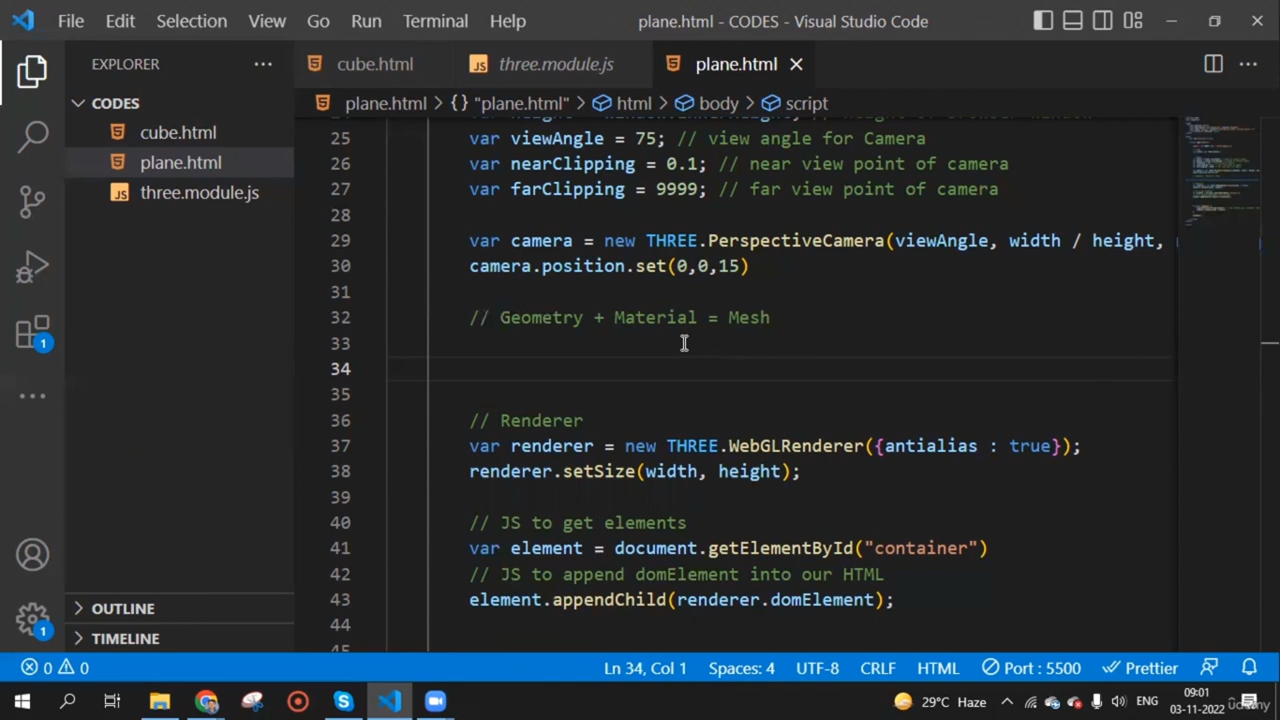 File Edit Selection View Go Run Terminal Help plane.html - CODES - Visual Studio Code
EXPLORER
cube.html three.module.js plane.html
plane.html > {} "plane.html" > html > body > script
CODES
cube.html
plane.html
three.module.js
25 var viewAngle = 75; // view angle for Camera
26 var nearClipping = 0.1; // near view point of camera
27 var farClipping = 9999; // far view point of camera
28
29 var camera = new THREE.PerspectiveCamera(viewAngle, width / height,
30 camera.position.set(0,0,15)
31
32 // Geometry + Material = Mesh
33
34
35
36 // Renderer
37 var renderer = new THREE.WebGLRenderer({antialias : true});
38 renderer.setSize(width, height);
39
40 // JS to get elements
41 var element = document.getElementById("container")
42 // JS to append domElement into our HTML
43 element.appendChild(renderer.domElement);
44
1
1
OUTLINE
TIMELINE
0 0 Ln 34, Col 1 Spaces: 4 UTF-8 CRLF HTML Port : 5500 Prettier
29°C Haze ENG 09:01
03-11-2022
ûdemy